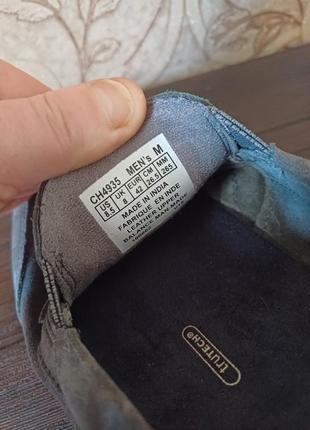 CH4935 MEN's M
US UK EUR CM MM
8.5 8 42 26.5 265
MADE IN INDIA
FABRIQUE EN INDE
LEATHER UPPER
BALANCE MAN MADE
truTECH®